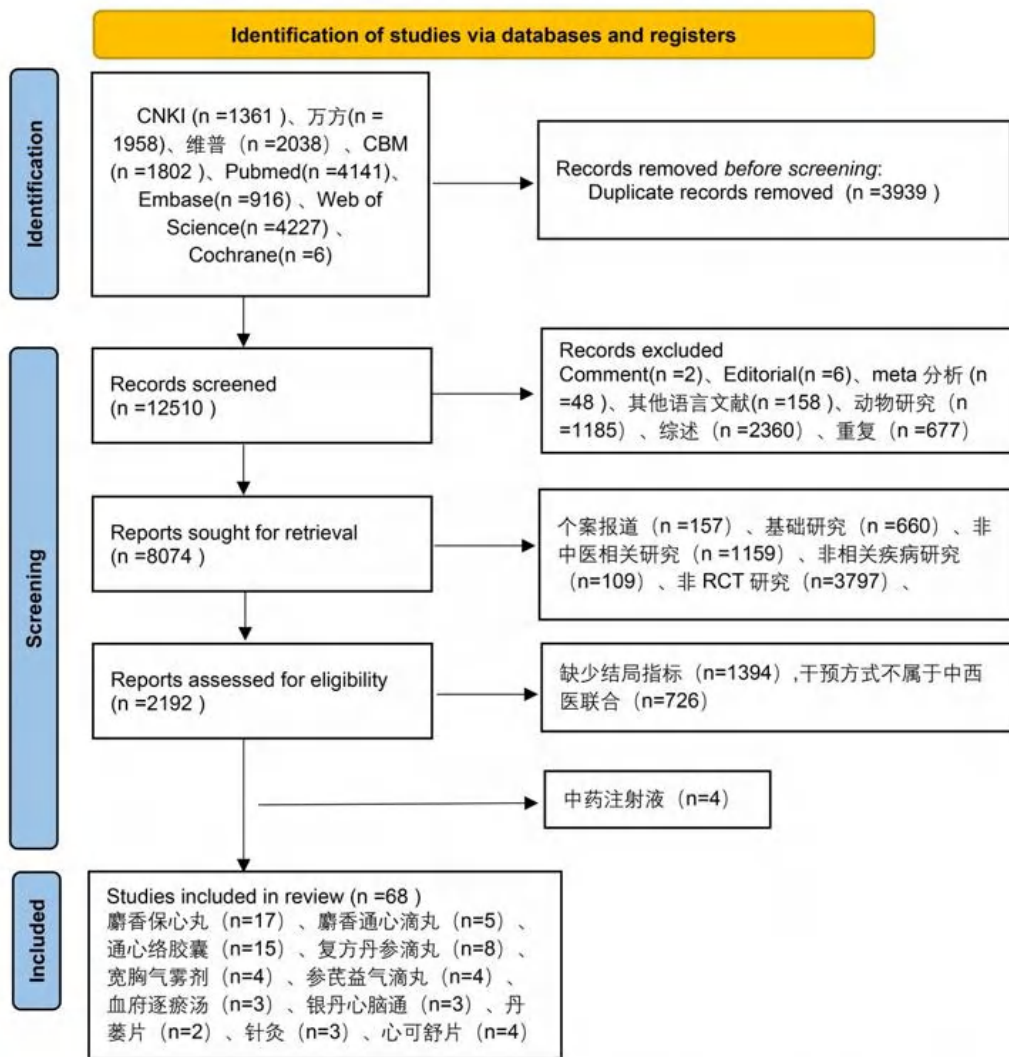 Identification of studies via databases and registers
Identification
CNKI (n =1361 )、万方(n =
1958)、维普（n =2038）、CBM
(n =1802 )、Pubmed(n =4141)、
Embase(n =916) 、Web of
Science(n =4227) 、
Cochrane(n =6)
Records removed before screening:
Duplicate records removed (n =3939 )
Screening
Records screened
(n =12510 )
Records excluded
Comment(n =2)、Editorial(n =6)、meta 分析 (n
=48 )、其他语言文献(n =158 )、动物研究（n
=1185）、综述（n =2360）、重复（n =677）
Reports sought for retrieval
(n =8074 )
个案报道（n =157）、基础研究（n =660）、非
中医相关研究（n =1159）、非相关疾病研究
（n=109）、非 RCT 研究（n=3797）、
Reports assessed for eligibility
(n =2192 )
缺少结局指标（n=1394）,干预方式不属于中西
医联合（n=726）
中药注射液（n=4）
Included
Studies included in review (n =68 )
麝香保心丸（n=17）、麝香通心滴丸（n=5）、
通心络胶囊（n=15）、复方丹参滴丸（n=8）、
宽胸气雾剂（n=4）、参芪益气滴丸（n=4）、
血府逐瘀汤（n=3）、银丹心脑通（n=3）、丹
蒌片（n=2）、针灸（n=3）、心可舒片（n=4）